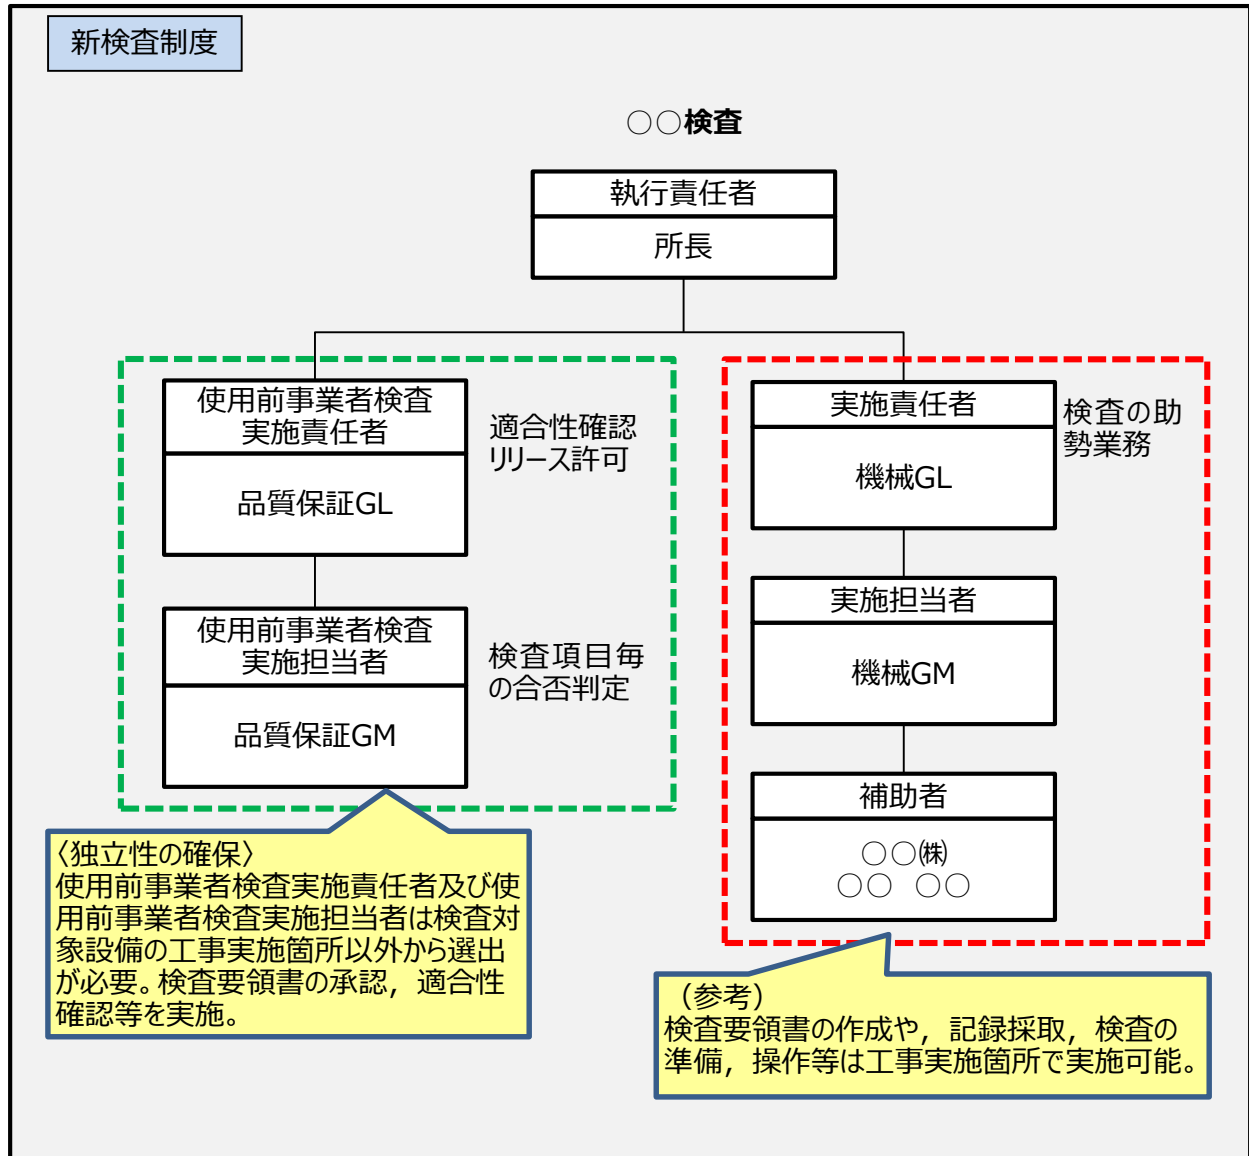 新検査制度
○○検査
執行責任者
所長
使用前事業者検査
実施責任者
品質保証GL
適合性確認
リリース許可
使用前事業者検査
実施担当者
品質保証GM
検査項目毎
の合否判定
実施責任者
機械GL
検査の助
勢業務
実施担当者
機械GM
補助者
○○㈱
○○ ○○
〈独立性の確保〉
使用前事業者検査実施責任者及び使
用前事業者検査実施担当者は検査対
象設備の工事実施箇所以外から選出
が必要。検査要領書の承認，適合性
確認等を実施。
（参考）
検査要領書の作成や，記録採取，検査の
準備，操作等は工事実施箇所で実施可能。